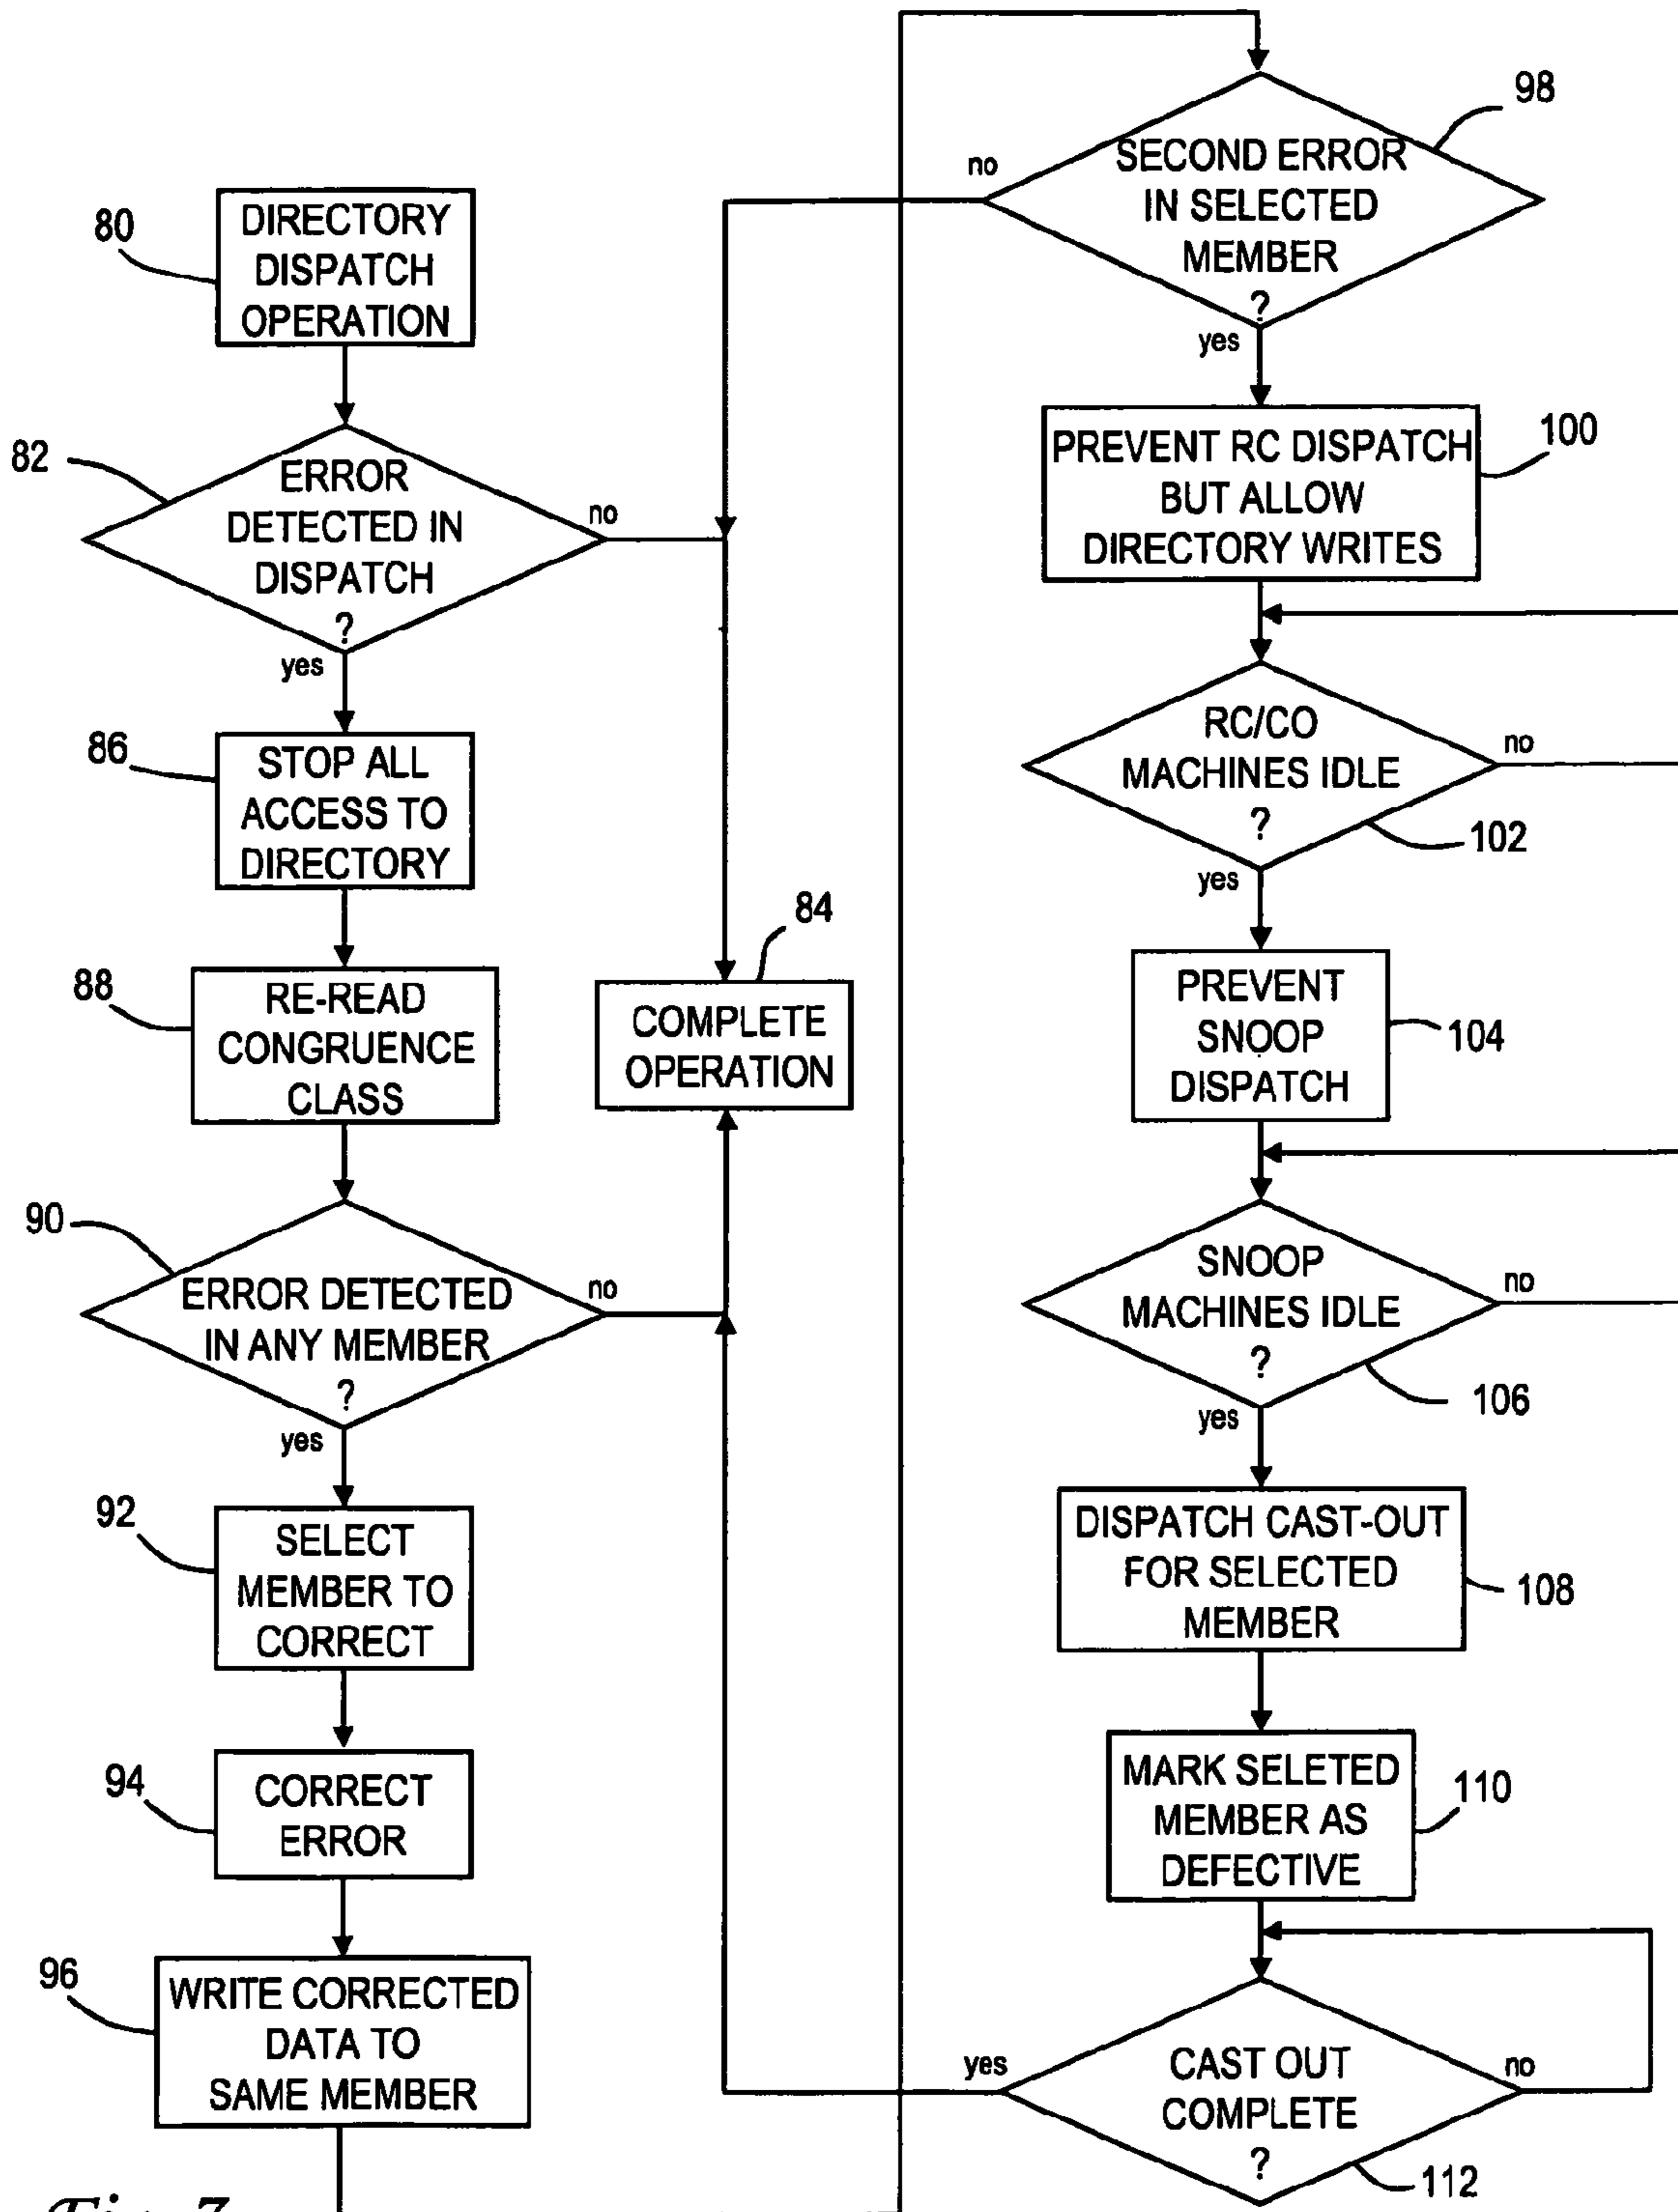 80
DIRECTORY
DISPATCH
OPERATION
82
ERROR
DETECTED IN
DISPATCH
?
no
yes
86
STOP ALL
ACCESS TO
DIRECTORY
88
RE-READ
CONGRUENCE
CLASS
84
COMPLETE
OPERATION
90
ERROR DETECTED
IN ANY MEMBER
?
no
yes
92
SELECT
MEMBER TO
CORRECT
94
CORRECT
ERROR
96
WRITE CORRECTED
DATA TO
SAME MEMBER
98
SECOND ERROR
IN SELECTED
MEMBER
?
no
yes
100
PREVENT RC DISPATCH
BUT ALLOW
DIRECTORY WRITES
RC/CO
MACHINES IDLE
?
no
102
yes
PREVENT
SNOOP
DISPATCH
104
SNOOP
MACHINES IDLE
?
no
106
yes
DISPATCH CAST-OUT
FOR SELECTED
MEMBER
108
MARK SELETED
MEMBER AS
DEFECTIVE
110
yes
CAST OUT
COMPLETE
?
no
112